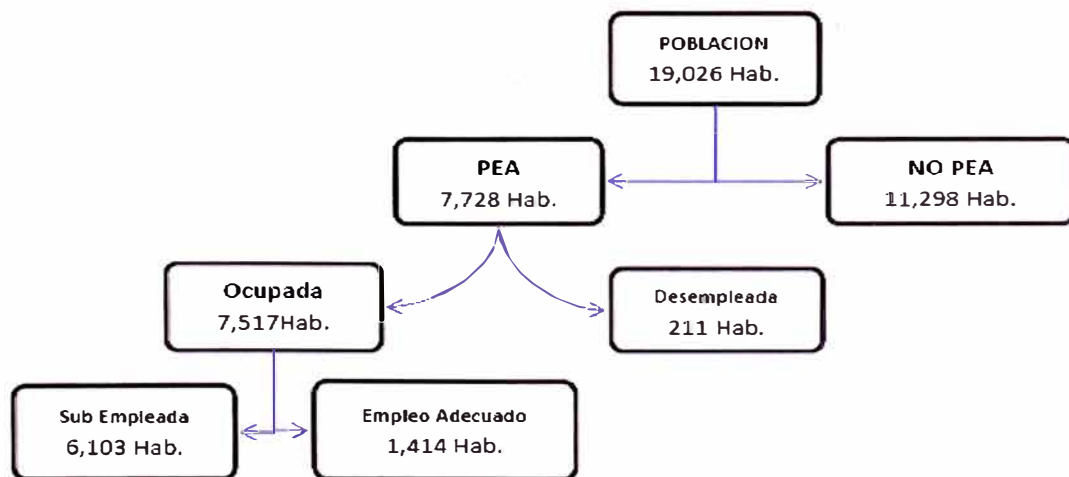 POBLACION
19,026 Hab.
PEA
7,728 Hab.
NO PEA
11,298 Hab.
Ocupada
7,517Hab.
Desempleada
211 Hab.
Sub Empleada
6,103 Hab.
Empleo Adecuado
1,414 Hab.